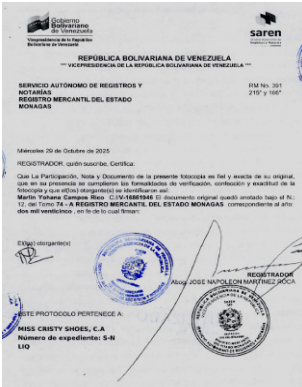 Gobierno
Bolivariano
de Venezuela
Vicepresidencia de la República
Bolivariana de Venezuela
saren
REPÚBLICA BOLIVARIANA DE VENEZUELA
*** VICEPRESIDENCIA DE LA REPÚBLICA BOLIVARIANA DE VENEZUELA ***
SERVICIO AUTÓNOMO DE REGISTROS Y
NOTARÍAS
REGISTRO MERCANTIL DEL ESTADO
MONAGAS
RM No. 391
215° y 166°
Miércoles 29 de Octubre de 2025
REGISTRADOR, quién suscribe, Certifica:
Que La Participación, Nota y Documento de la presente fotocopia es fiel y exacta de su original,
que en su presencia se cumplieron las formalidades de verificación, confección y exactitud de la
fotocopia y que el(los) otorgante(s) se identificaron así:
Marlin Yohana Campos Rico C.I:V-16801946 El documento original quedó anotado bajo el N.:
12, del Tomo 74 - A REGISTRO MERCANTIL DEL ESTADO MONAGAS correspondiente al año:
dos mil venticinco , en fe de lo cual firman:
El(los) otorgante(s)
REGISTRADOR
Abog. JOSE NAPOLEON MARTINEZ ROCA
ESTE PROTOCOLO PERTENECE A:
MISS CRISTY SHOES, C.A
Número de expediente: S-N
LIQ